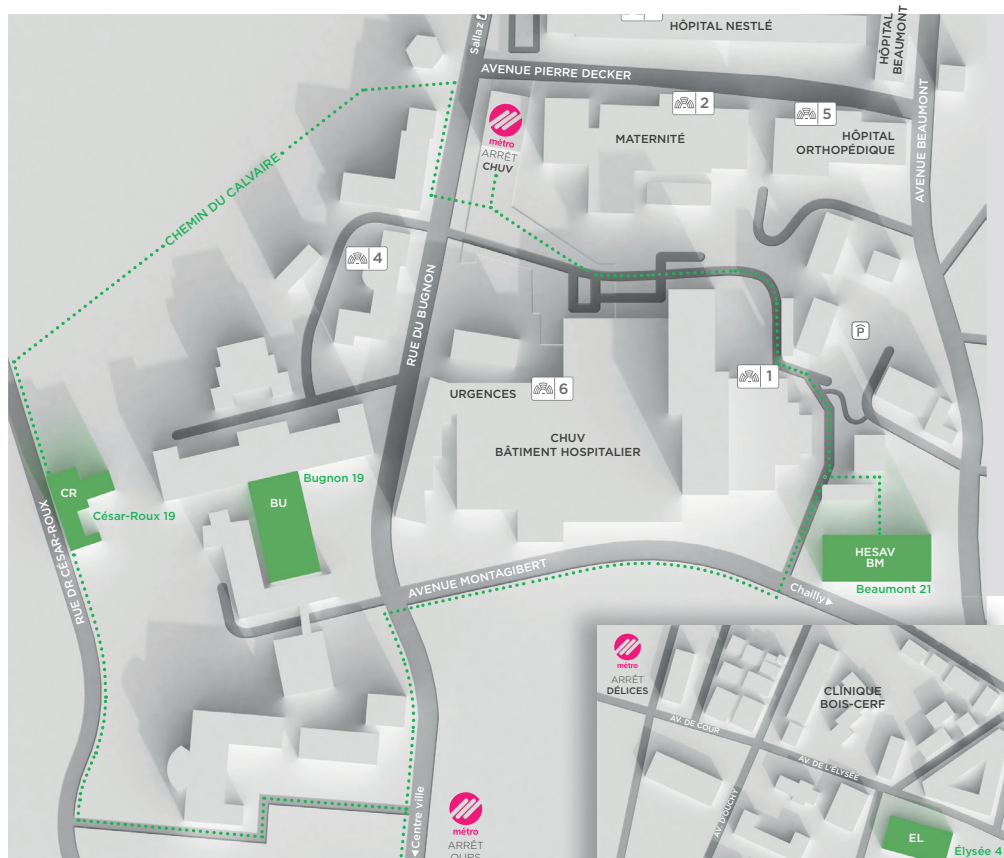 HÔPITAL NESTLÉ
HÔPITAL
BEAUMONT
Sallaz
AVENUE PIERRE DECKER
2
5
MATERNITÉ
HÔPITAL
ORTHOPÉDIQUE
AVENUE BEAUMONT
métro
ARRÊT
CHUV
CHEMIN DU CALVAIRE
4
RUE DU BUGNON
P
URGENCES
6
1
CHUV
BÂTIMENT HOSPITALIER
CR
César-Roux 19
BU
Bugnon 19
RUE DR CÉSAR-ROUX
HESAV
BM
Beaumont 21
AVENUE MONTAGIBERT
Chailly
métro
ARRÊT
DÉLICES
CLINIQUE
BOIS-CERF
AV. DE COUR
AV. DE L'ÉLYSÉE
AV. D'OUCHY
EL
Élysée 4
métro
ARRÊT
OURS
Centre ville